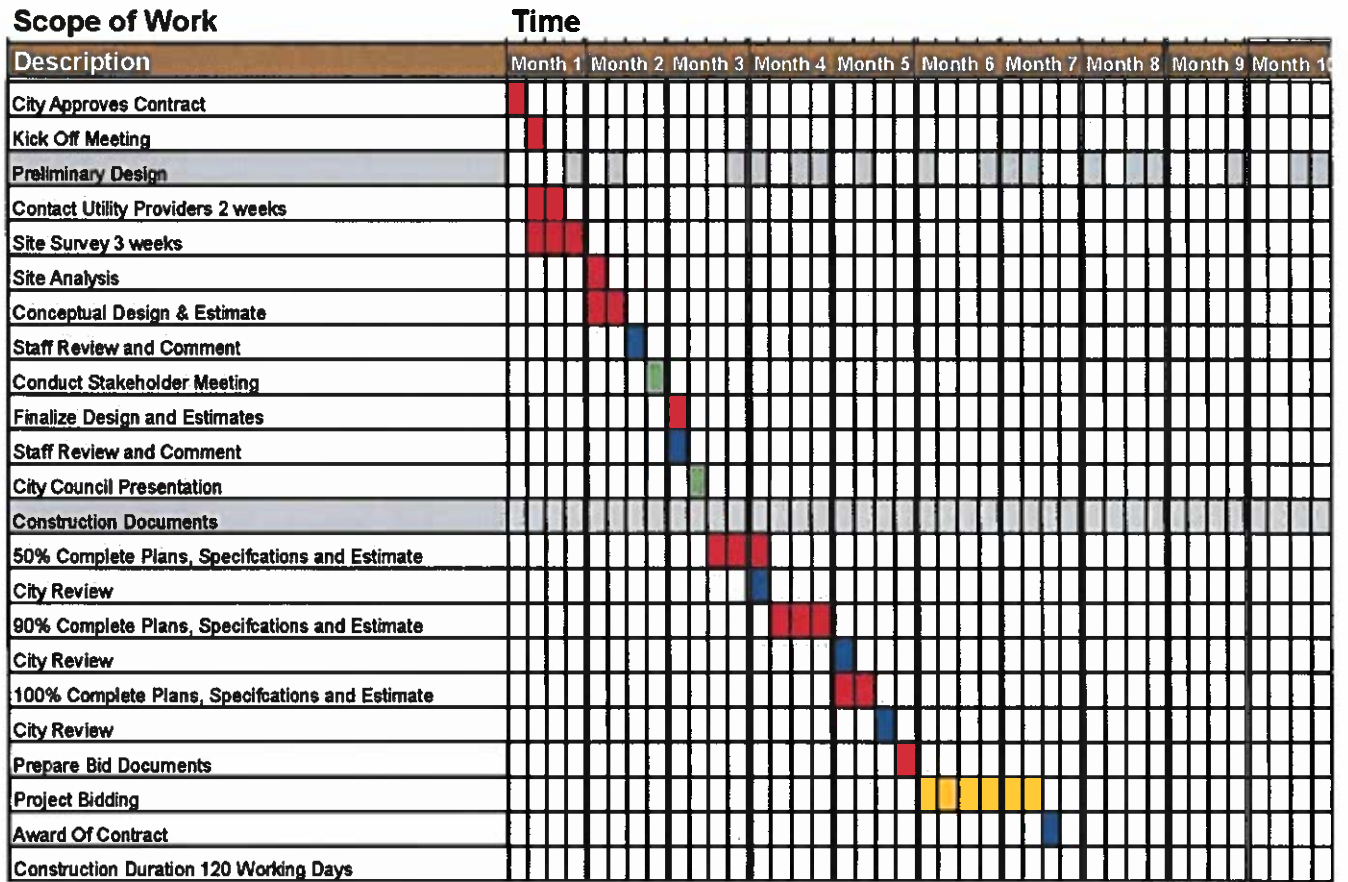 Scope of Work Time
Description Month 1 Month 2 Month 3 Month 4 Month 5 Month 6 Month 7 Month 8 Month 9 Month 10
City Approves Contract
Kick Off Meeting
Preliminary Design
Contact Utility Providers 2 weeks
Site Survey 3 weeks
Site Analysis
Conceptual Design & Estimate
Staff Review and Comment
Conduct Stakeholder Meeting
Finalize Design and Estimates
Staff Review and Comment
City Council Presentation
Construction Documents
50% Complete Plans, Specifcations and Estimate
City Review
90% Complete Plans, Specifcations and Estimate
City Review
100% Complete Plans, Specifcations and Estimate
City Review
Prepare Bid Documents
Project Bidding
Award Of Contract
Construction Duration 120 Working Days